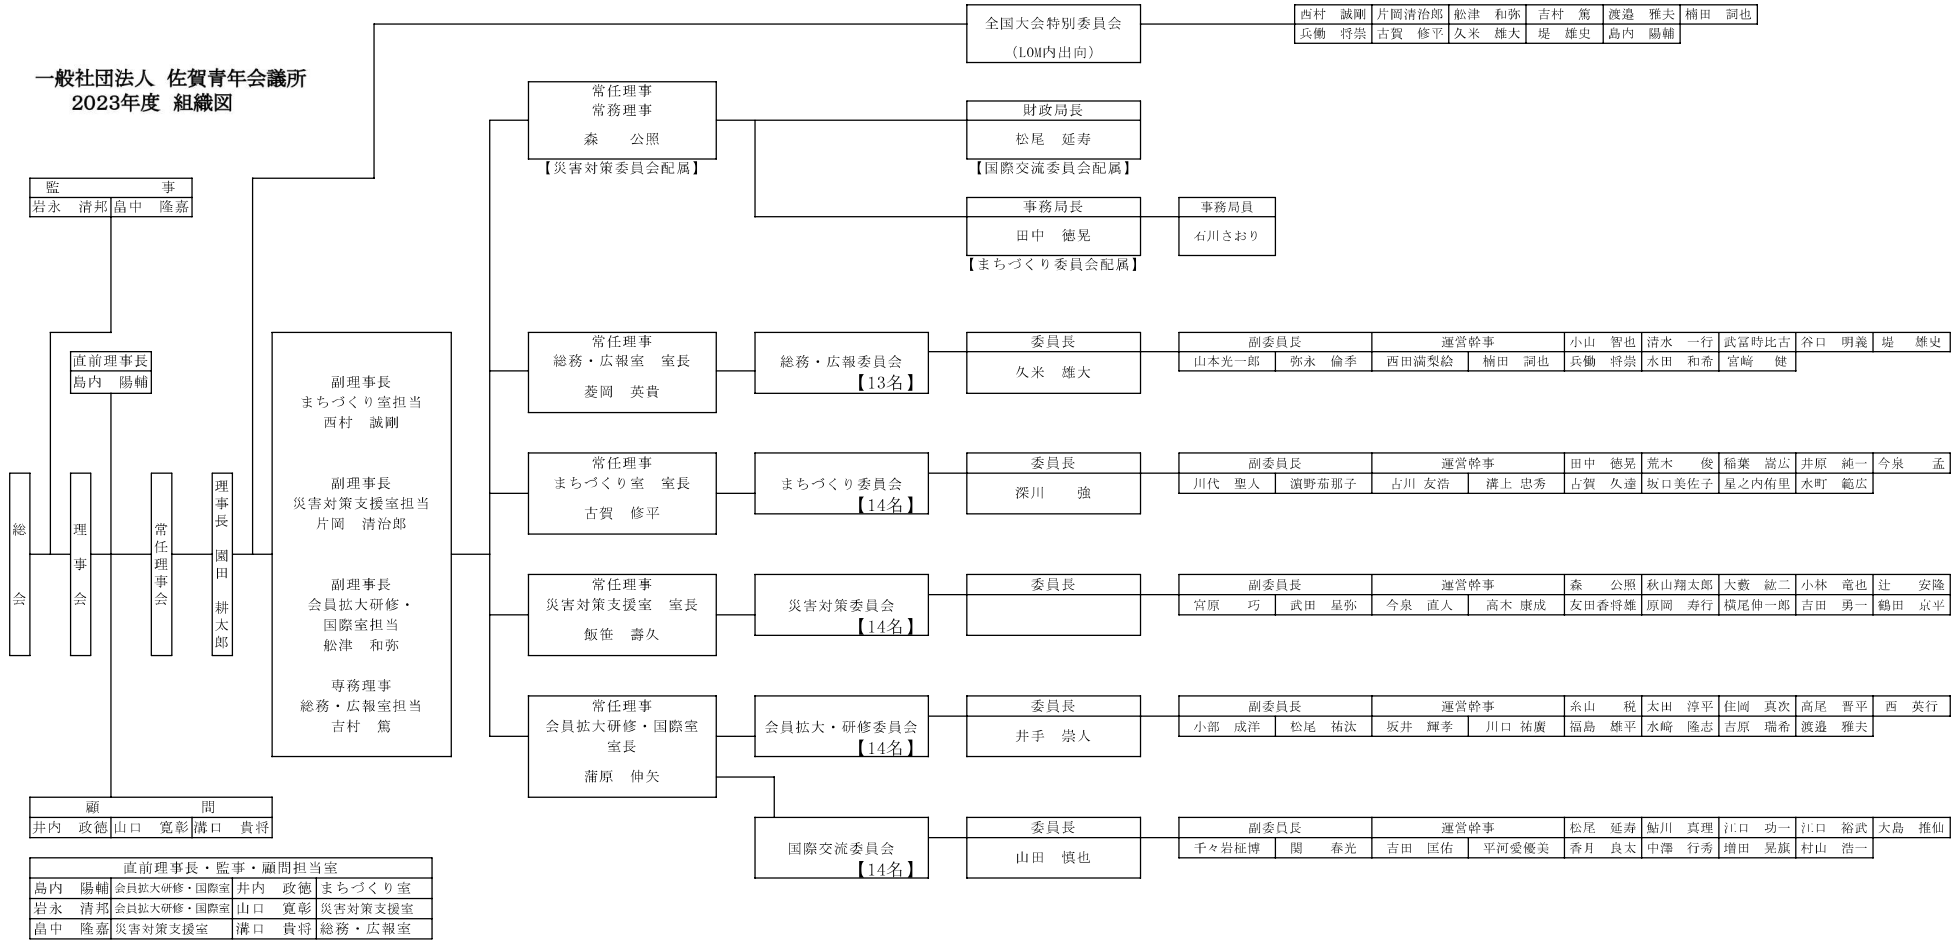 一般社団法人 佐賀青年会議所
2023年度 組織図
全国大会特別委員会
（LOM内出向）
西村 誠剛 片岡清治郎 舩津 和弥 吉村 篤 渡邉 雅夫 楠田 詞也
兵働 将崇 古賀 修平 久米 雄大 堤 雄史 島内 陽輔
常任理事
常務理事
森 公照
【災害対策委員会配属】
財政局長
松尾 延寿
【国際交流委員会配属】
事務局長
田中 徳晃
【まちづくり委員会配属】
事務局員
石川さおり
監 事
岩永 清邦 畠中 隆嘉
直前理事長
島内 陽輔
総会
理事会
常任理事会
理事長 園田 耕太郎
副理事長
まちづくり室担当
西村 誠剛
副理事長
災害対策支援室担当
片岡 清治郎
副理事長
会員拡大研修・
国際室担当
舩津 和弥
専務理事
総務・広報室担当
吉村 篤
常任理事
総務・広報室 室長
菱岡 英貴
総務・広報委員会
【13名】
委員長
久米 雄大
副委員長 運営幹事 小山 智也 清水 一行 武冨時比古 谷口 明義 堤 雄史
山本光一郎 弥永 倫季 西田満梨絵 楠田 詞也 兵働 将崇 水田 和希 宮﨑 健
常任理事
まちづくり室 室長
古賀 修平
まちづくり委員会
【14名】
委員長
深川 強
副委員長 運営幹事 田中 徳晃 荒木 俊 稲葉 嵩広 井原 純一 今泉 孟
川代 聖人 濵野茄那子 古川 友浩 溝上 忠秀 古賀 久達 坂口美佐子 星之内侑里 水町 範広
常任理事
災害対策支援室 室長
飯笹 壽久
災害対策委員会
【14名】
委員長
副委員長 運営幹事 森 公照 秋山翔太郎 大藪 紘二 小林 竜也 辻 安隆
宮原 巧 武田 星弥 今泉 直人 高木 康成 友田香将雄 原岡 寿行 横尾伸一郎 吉田 勇一 鶴田 京平
常任理事
会員拡大研修・国際室
室長
蒲原 伸矢
会員拡大・研修委員会
【14名】
委員長
井手 崇人
副委員長 運営幹事 糸山 税 太田 淳平 住岡 真次 高尾 晋平 西 英行
小部 成洋 松尾 祐汰 坂井 輝孝 川口 祐廣 福島 雄平 水﨑 隆志 吉原 瑞希 渡邉 雅夫
国際交流委員会
【14名】
委員長
山田 慎也
副委員長 運営幹事 松尾 延寿 鮎川 真理 江口 功一 江口 裕武 大島 推仙
千々岩柾博 関 春光 吉田 匡佑 平河愛優美 香月 良太 中澤 行秀 増田 晃旗 村山 浩一
顧 問
井内 政徳 山口 寛彰 溝口 貴将
直前理事長・監事・顧問担当室
島内 陽輔 会員拡大研修・国際室 井内 政徳 まちづくり室
岩永 清邦 会員拡大研修・国際室 山口 寛彰 災害対策支援室
畠中 隆嘉 災害対策支援室 溝口 貴将 総務・広報室